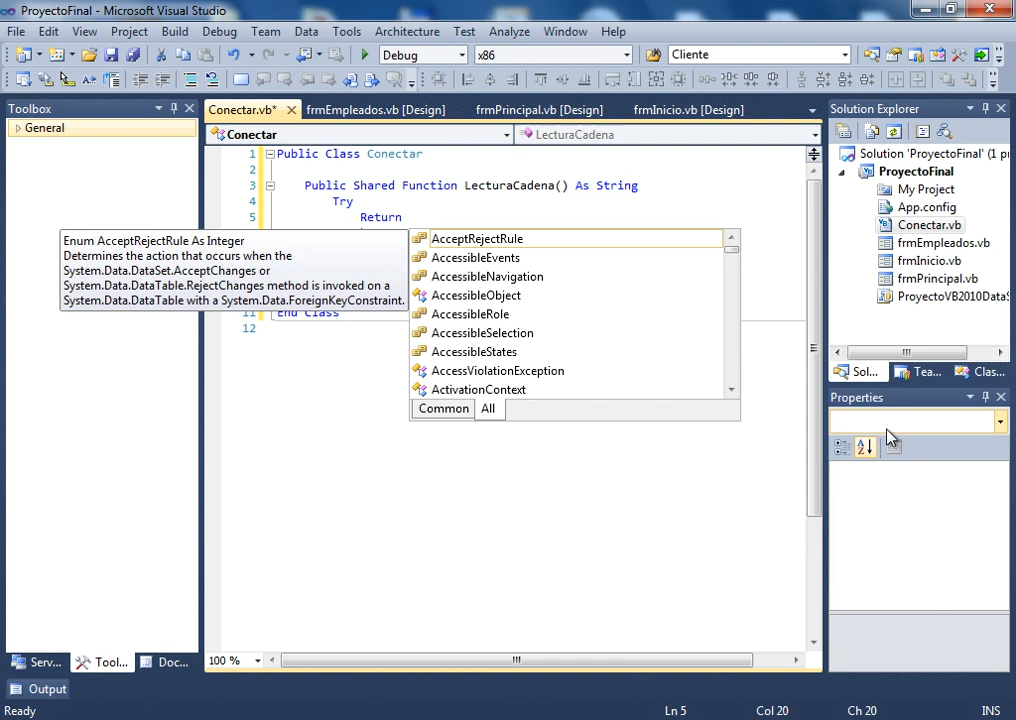 ProyectoFinal - Microsoft Visual Studio
File Edit View Project Build Debug Team Data Tools Architecture Test Analyze Window Help
Debug x86 Cliente
Toolbox
General
Conectar.vb* frmEmpleados.vb [Design] frmPrincipal.vb [Design] frmInicio.vb [Design]
Conectar LecturaCadena
1 Public Class Conectar
2
3 Public Shared Function LecturaCadena() As String
4 Try
5 Return
Enum AcceptRejectRule As Integer
Determines the action that occurs when the
System.Data.DataSet.AcceptChanges or
System.Data.DataTable.RejectChanges method is invoked on a
System.Data.DataTable with a System.Data.ForeignKeyConstraint.
AcceptRejectRule
AccessibleEvents
AccessibleNavigation
AccessibleObject
AccessibleRole
AccessibleSelection
AccessibleStates
AccessViolationException
ActivationContext
Common All
11 End Class
12
100 %
Solution Explorer
Solution 'ProyectoFinal' (1 p
ProyectoFinal
My Project
App.config
Conectar.vb
frmEmpleados.vb
frmInicio.vb
frmPrincipal.vb
ProyectoVB2010DataS
Sol... Tea... Clas...
Properties
Serv... Tool... Doc...
Output
Ready Ln 5 Col 20 Ch 20 INS